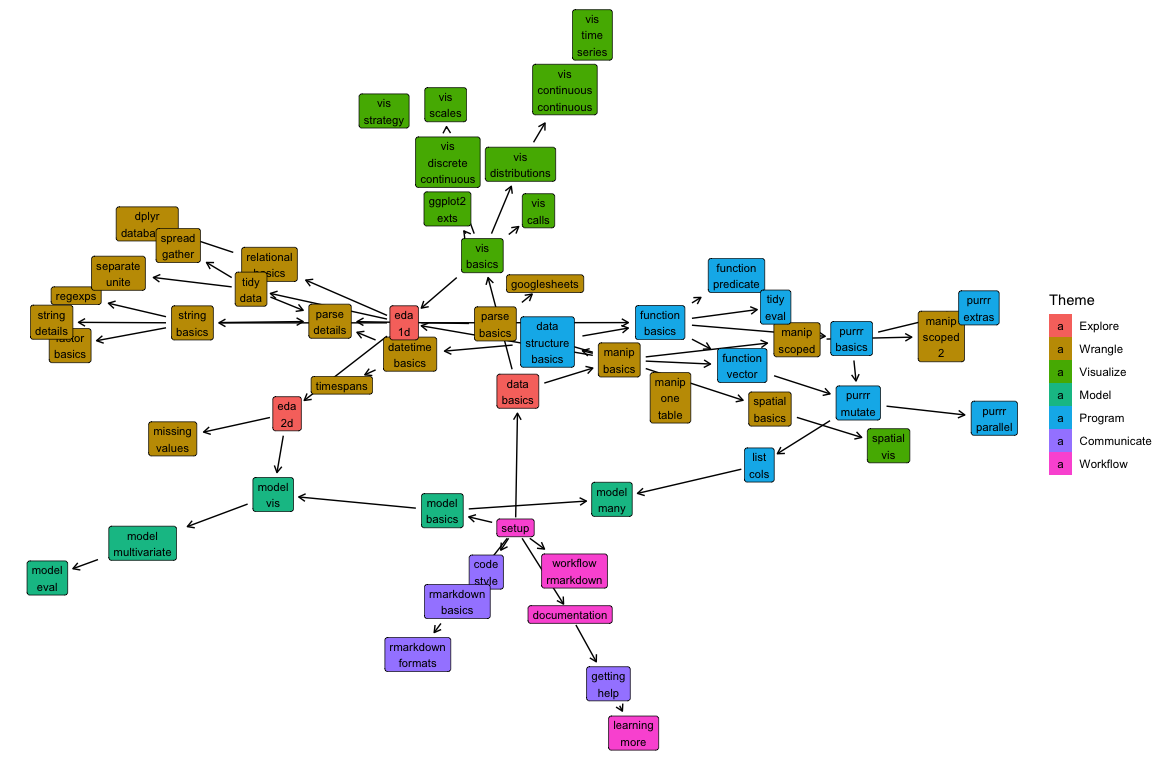 vis
time
series
vis
continuous
continuous
vis
strategy
vis
scales
vis
discrete
continuous
vis
distributions
ggplot2
exts
vis
calls
dplyr
spread
gather
vis
basics
relational
separate
unite
tidy
data
regexps
googlesheets
function
predicate
tidy
eval
purrr
extras
string
details
basics
string
basics
parse
details
eda
1d
parse
basics
data
structure
basics
function
basics
manip
scoped
purrr
basics
manip
scoped
2
datetime
basics
manip
basics
function
vector
timespans
data
basics
manip
one
table
spatial
basics
purrr
mutate
purrr
parallel
eda
2d
missing
values
spatial
vis
list
cols
model
vis
model
basics
model
many
setup
model
multivariate
model
eval
code
style
workflow
rmarkdown
rmarkdown
basics
documentation
rmarkdown
formats
getting
help
learning
more
Theme
a Explore
a Wrangle
a Visualize
a Model
a Program
a Communicate
a Workflow